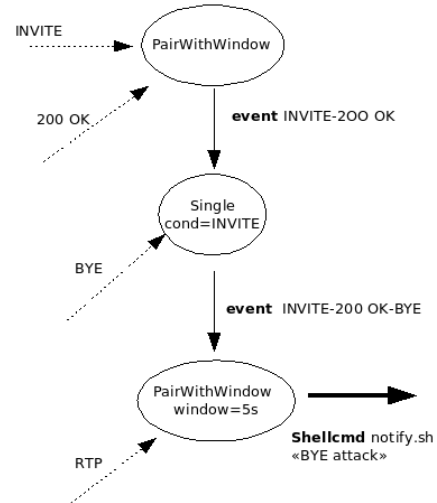 INVITE
PairWithWindow
200 OK
event INVITE-2OO OK
Single
cond=INVITE
BYE
event INVITE-200 OK-BYE
PairWithWindow
window=5s
Shellcmd notify.sh
«BYE attack»
RTP